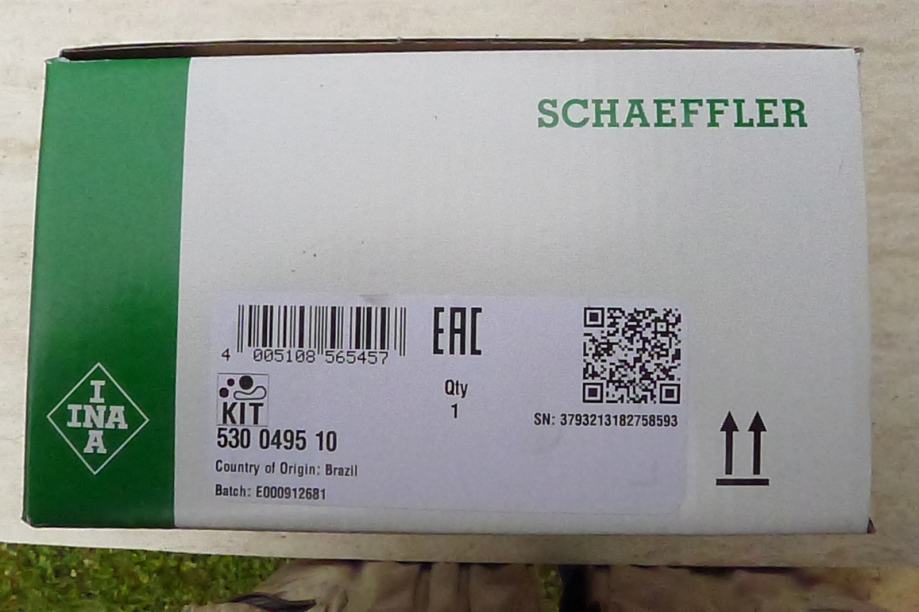 SCHAEFFLER
4 005108 565457
EAC
KIT
Qty
1
530 0495 10
SN: 3793213182758593
Country of Origin: Brazil
Batch: E000912681
I
INA
A